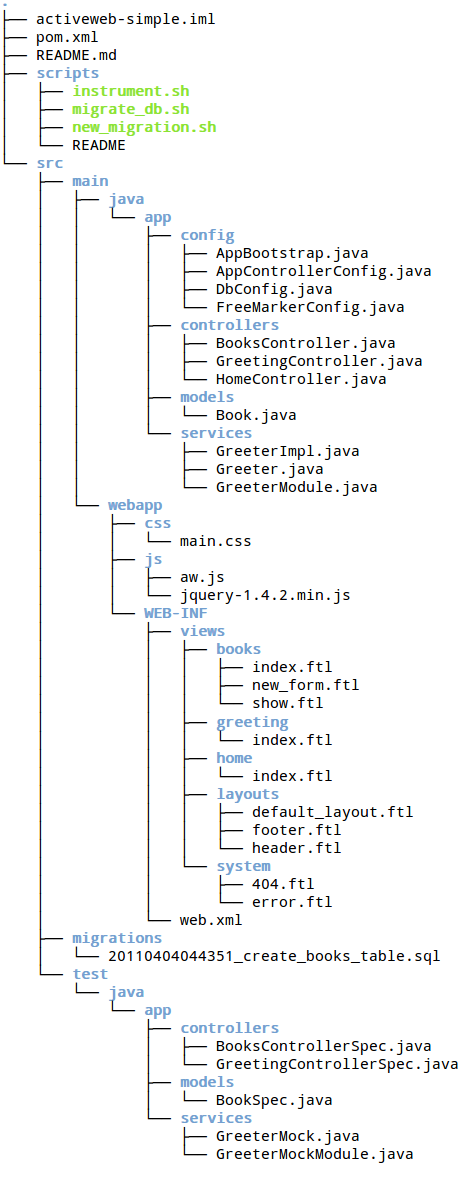 .
├── activeweb-simple.iml
├── pom.xml
├── README.md
├── scripts
│   ├── instrument.sh
│   ├── migrate_db.sh
│   ├── new_migration.sh
│   └── README
└── src
    ├── main
    │   ├── java
    │   │   └── app
    │   │       ├── config
    │   │       │   ├── AppBootstrap.java
    │   │       │   ├── AppControllerConfig.java
    │   │       │   ├── DbConfig.java
    │   │       │   └── FreeMarkerConfig.java
    │   │       ├── controllers
    │   │       │   ├── BooksController.java
    │   │       │   ├── GreetingController.java
    │   │       │   └── HomeController.java
    │   │       ├── models
    │   │       │   └── Book.java
    │   │       └── services
    │   │           ├── GreeterImpl.java
    │   │           ├── Greeter.java
    │   │           └── GreeterModule.java
    │   └── webapp
    │       ├── css
    │       │   └── main.css
    │       ├── js
    │       │   ├── aw.js
    │       │   └── jquery-1.4.2.min.js
    │       └── WEB-INF
    │           ├── views
    │           │   ├── books
    │           │   │   ├── index.ftl
    │           │   │   ├── new_form.ftl
    │           │   │   └── show.ftl
    │           │   ├── greeting
    │           │   │   └── index.ftl
    │           │   ├── home
    │           │   │   └── index.ftl
    │           │   ├── layouts
    │           │   │   ├── default_layout.ftl
    │           │   │   ├── footer.ftl
    │           │   │   └── header.ftl
    │           │   └── system
    │           │       ├── 404.ftl
    │           │       └── error.ftl
    │           └── web.xml
    ├── migrations
    │   └── 20110404044351_create_books_table.sql
    └── test
        └── java
            └── app
                ├── controllers
                │   ├── BooksControllerSpec.java
                │   └── GreetingControllerSpec.java
                ├── models
                │   └── BookSpec.java
                └── services
                    ├── GreeterMock.java
                    └── GreeterMockModule.java